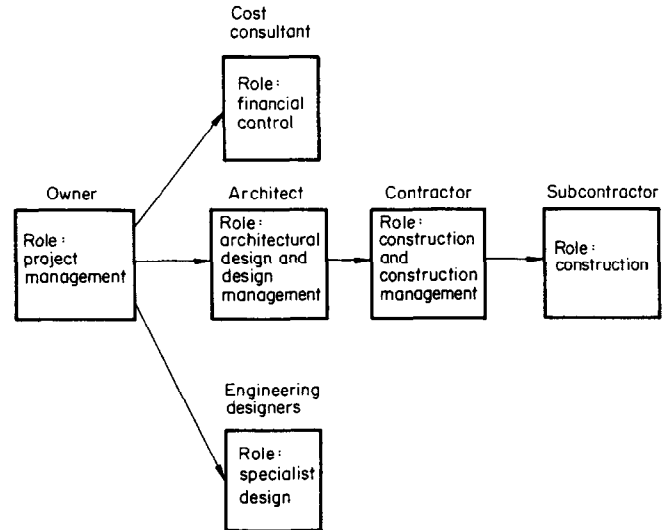 Cost
consultant
Role:
financial
control
Owner
Role:
project
management
Architect
Role:
architectural
design and
design
management
Contractor
Role:
construction
and
construction
management
Subcontractor
Role:
construction
Engineering
designers
Role:
specialist
design